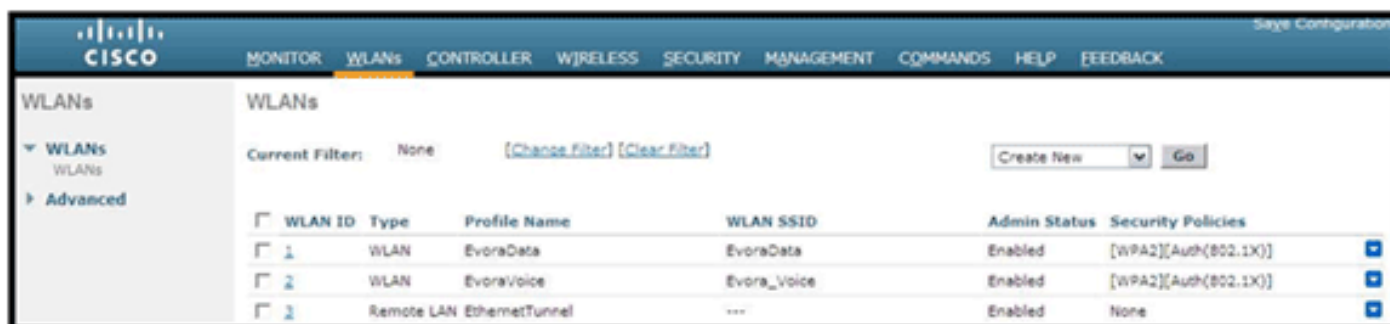 Save Configuration
CISCO
MONITOR WLANs CONTROLLER WIRELESS SECURITY MANAGEMENT COMMANDS HELP FEEDBACK
WLANs
WLANs
WLANs
Advanced
WLANs
Current Filter: None [Change Filter] [Clear Filter]
Create New Go
WLAN ID Type Profile Name WLAN SSID Admin Status Security Policies
1 WLAN EvoraData EvoraData Enabled [WPA2][Auth(802.1X)]
2 WLAN EvoraVoice Evora_Voice Enabled [WPA2][Auth(802.1X)]
3 Remote LAN EthernetTunnel --- Enabled None